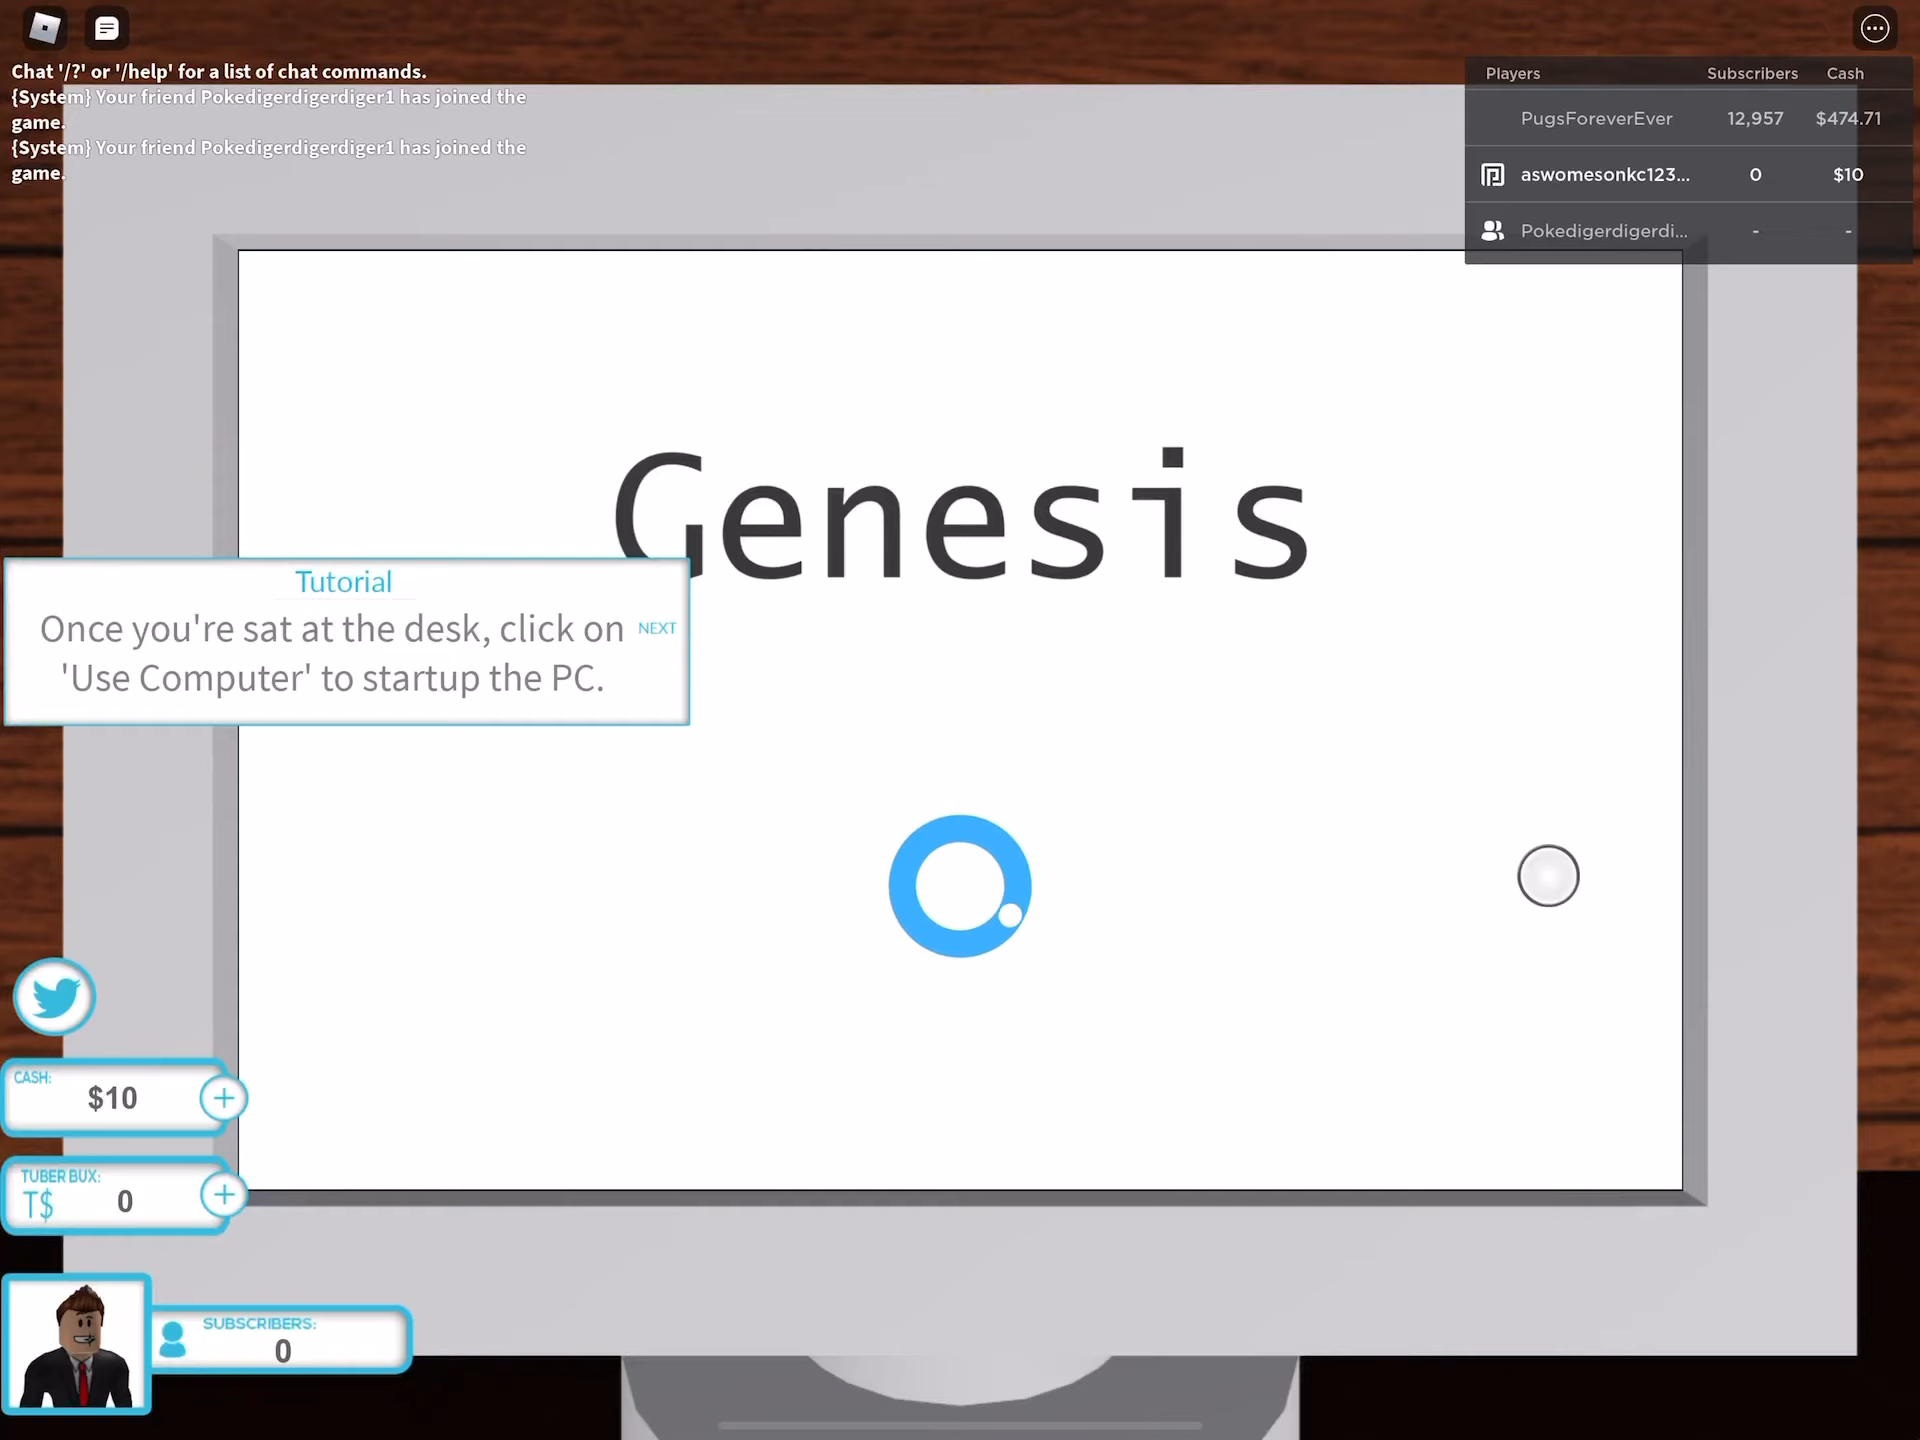 Chat '/?' or '/help' for a list of chat commands.
{System} Your friend Pokedigerdigerdiger1 has joined the
game.
{System} Your friend Pokedigerdigerdiger1 has joined the
game.
Players Subscribers Cash
PugsForeverEver 12,957 $474.71
aswomesonkc123... 0 $10
Pokedigerdigerdi... - -
Genesis
Tutorial
Once you're sat at the desk, click on
'Use Computer' to startup the PC.
NEXT
CASH:
$10
+
TUBER BUX:
T$ 0
+
SUBSCRIBERS:
0